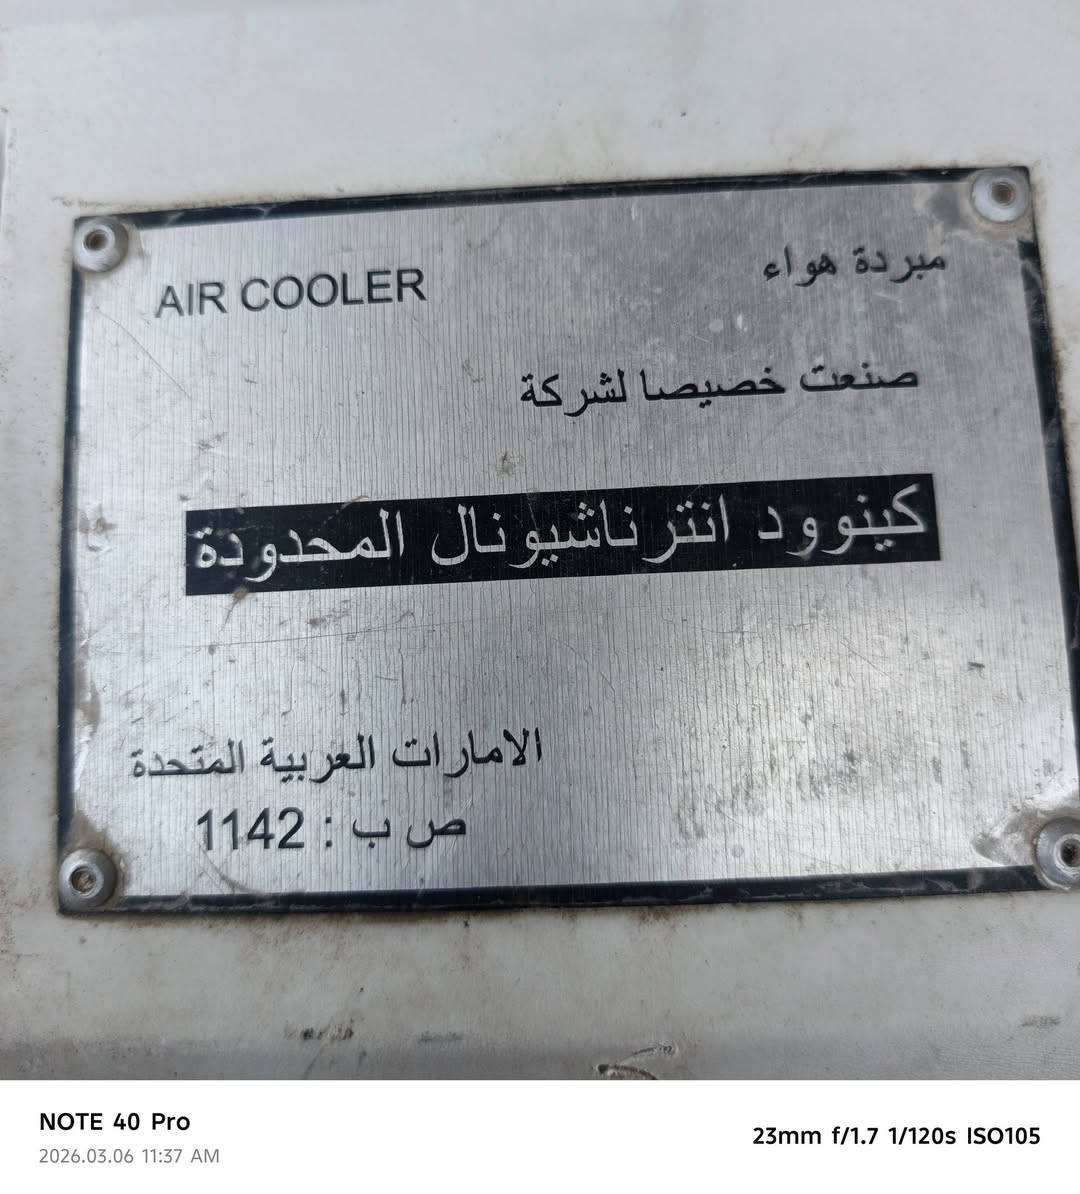 AIR COOLER
مبردة هواء
صنعت خصيصا لشركة
كينوود انترناشيونال المحدودة
الامارات العربية المتحدة
ص ب : 1142
NOTE 40 Pro
2026.03.06 11:37 AM
23mm f/1.7 1/120s ISO105